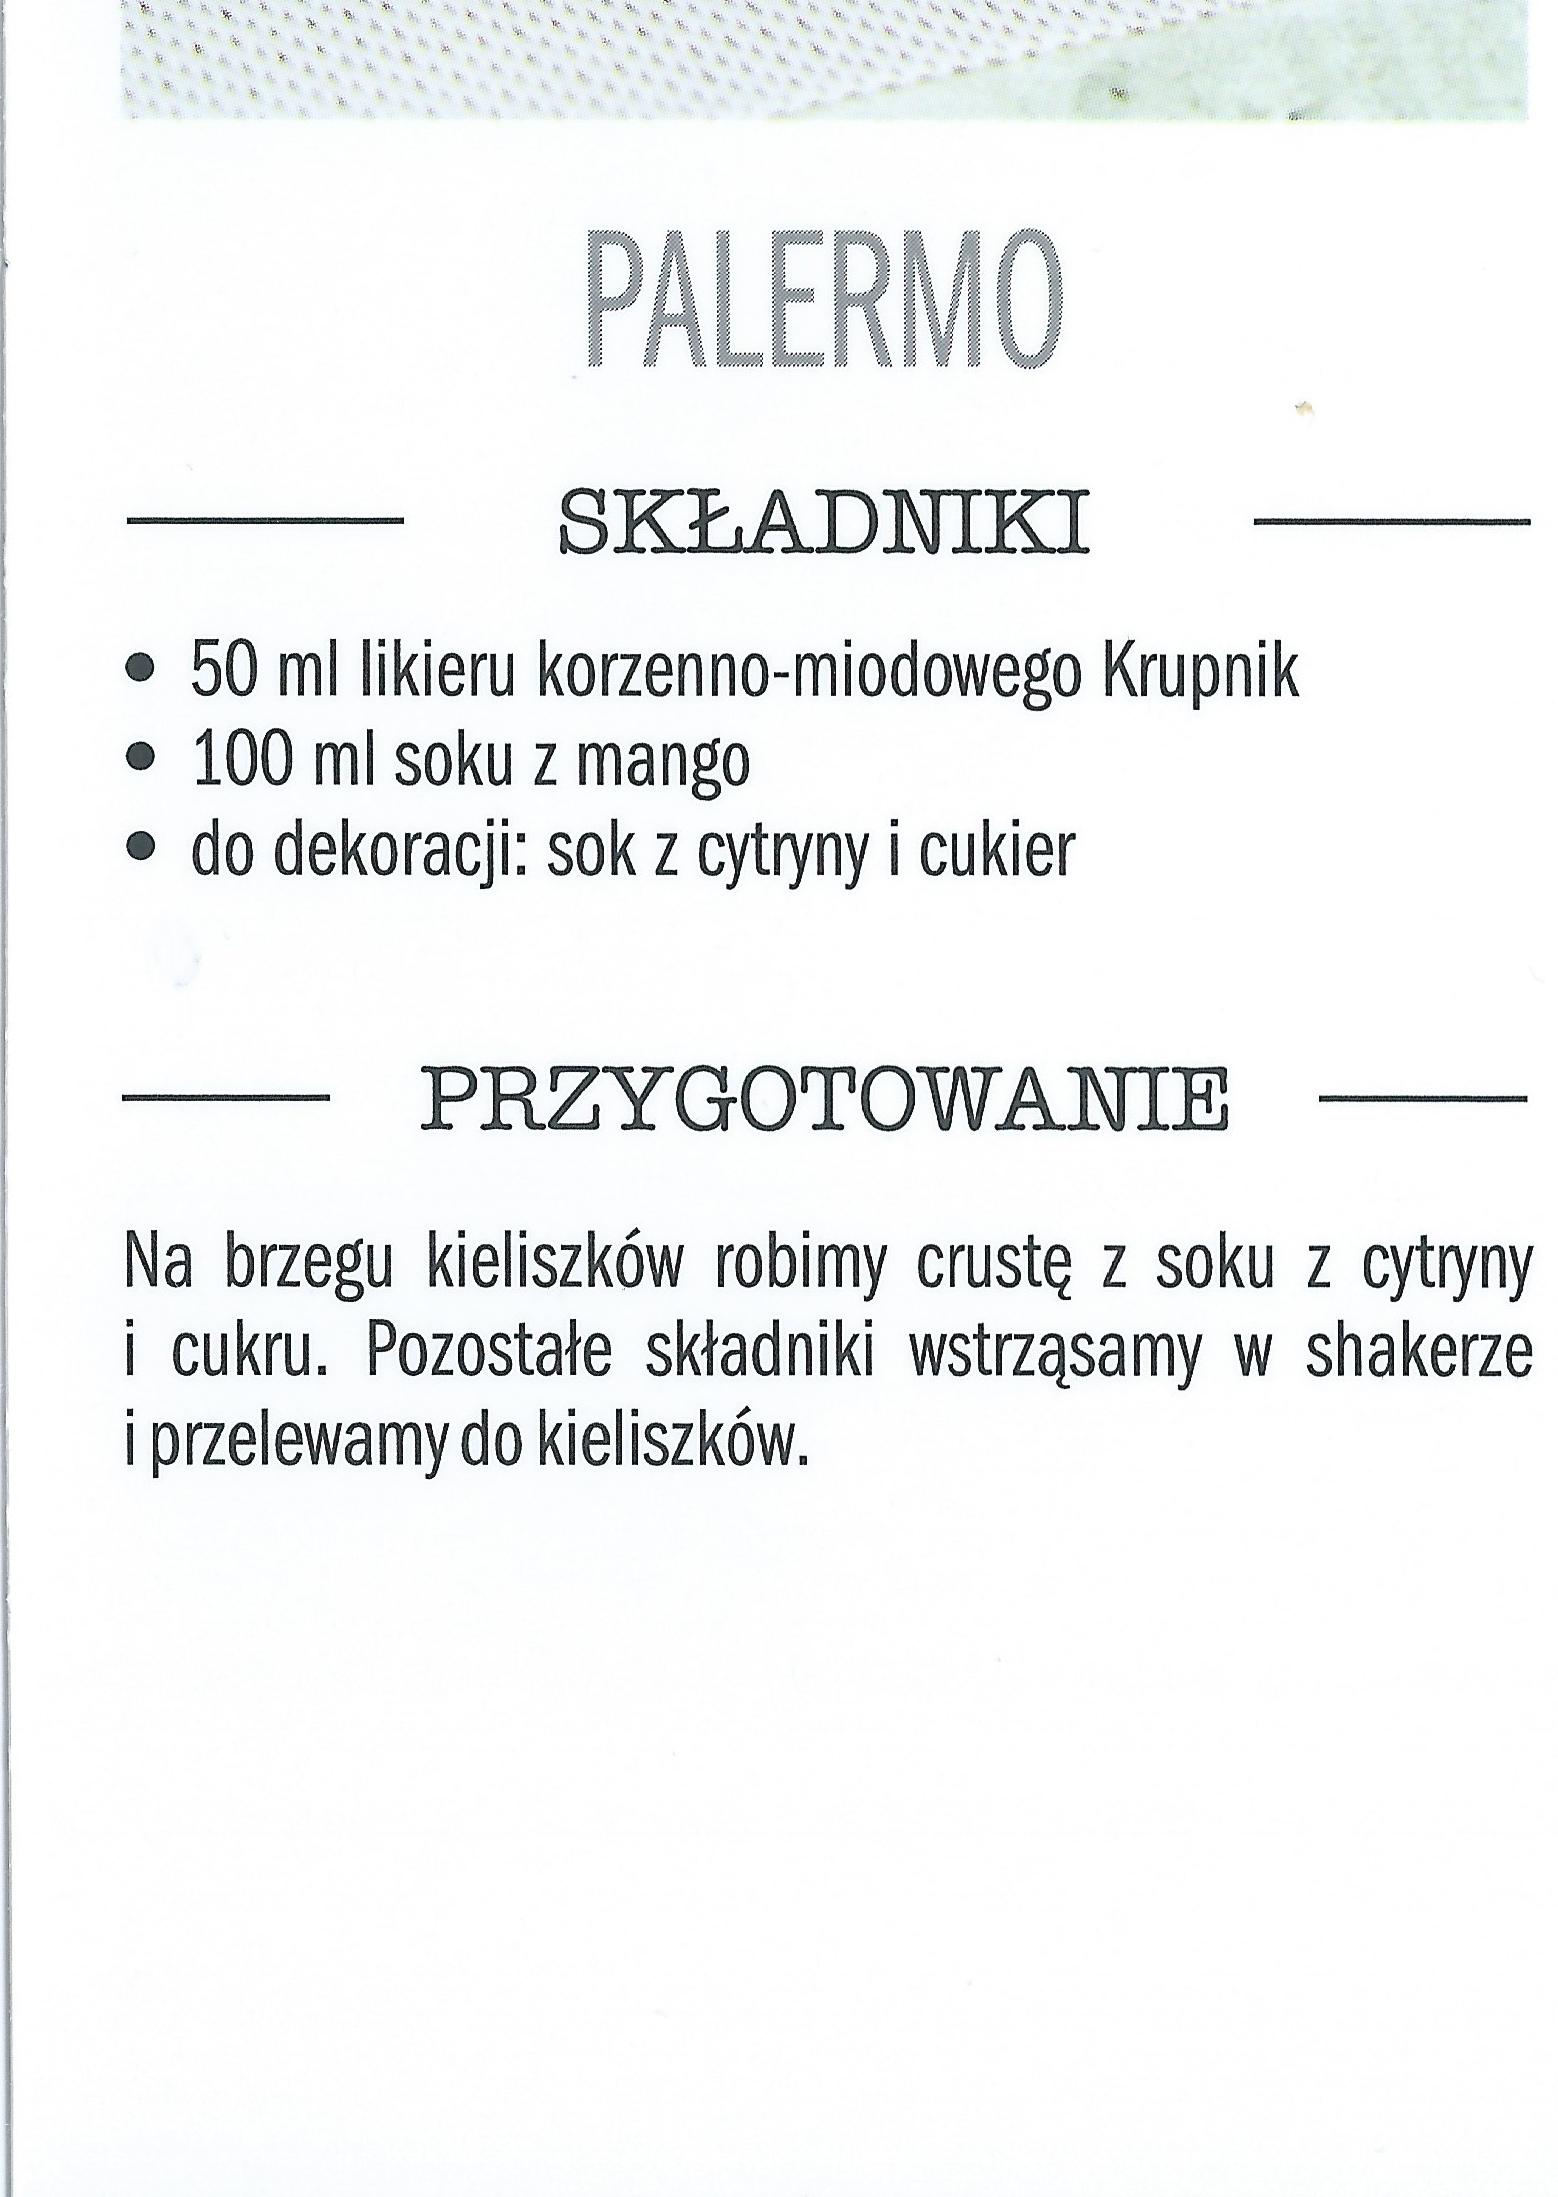 PALERMO
SKŁADNIKI
• 50 ml likieru korzenno-miodowego Krupnik
• 100 ml soku z mango
• do dekoracji: sok z cytryny i cukier
PRZYGOTOWANIE
Na brzegu kieliszków robimy crustę z soku z cytryny
i cukru. Pozostałe składniki wstrząsamy w shakerze
i przelewamy do kieliszków.